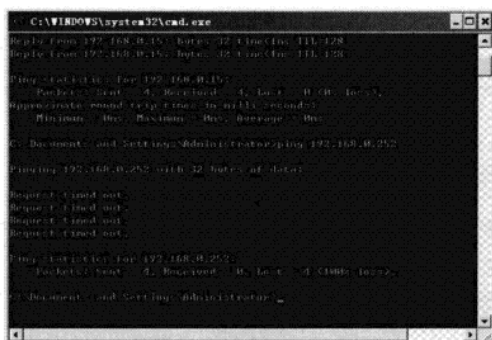 C:\WINDOWS\system32\cmd.exe
Reply from 192.168.0.15: bytes=32 time<1ms TTL=128
Reply from 192.168.0.15: bytes=32 time<1ms TTL=128
Ping statistics for 192.168.0.15:
Packets: Sent = 4, Received = 4, Lost = 0 (0% loss),
Approximate round trip times in milli-seconds:
Minimum = 0ms, Maximum = 0ms, Average = 0ms
C:\Documents and Settings\Administrator>ping 192.168.0.252
Pinging 192.168.0.252 with 32 bytes of data:
Request timed out.
Request timed out.
Request timed out.
Request timed out.
Ping statistics for 192.168.0.252:
Packets: Sent = 4, Received = 0, Lost = 4 (100% loss),
C:\Documents and Settings\Administrator>_